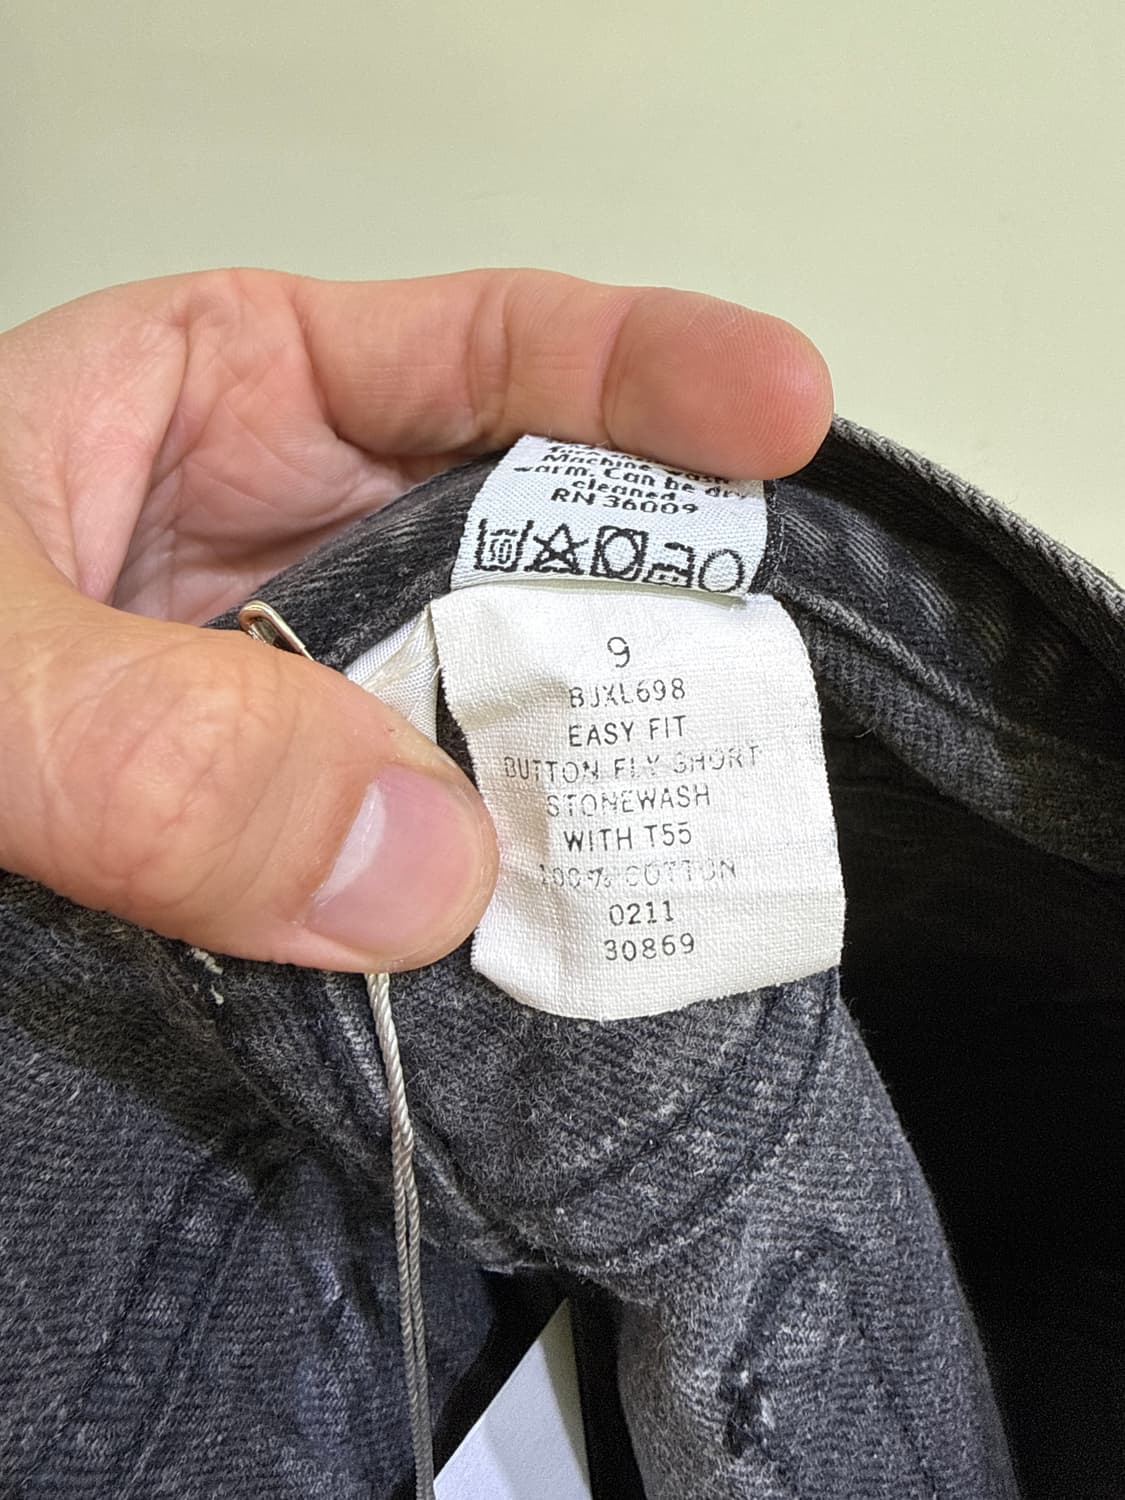 Machine wash
arm. Can be dry
cleaned.
RN 36009
9
BJXL698
EASY FIT
BUTTON FLY SHORT
STONEWASH
WITH T55
100% COTTON
0211
30869